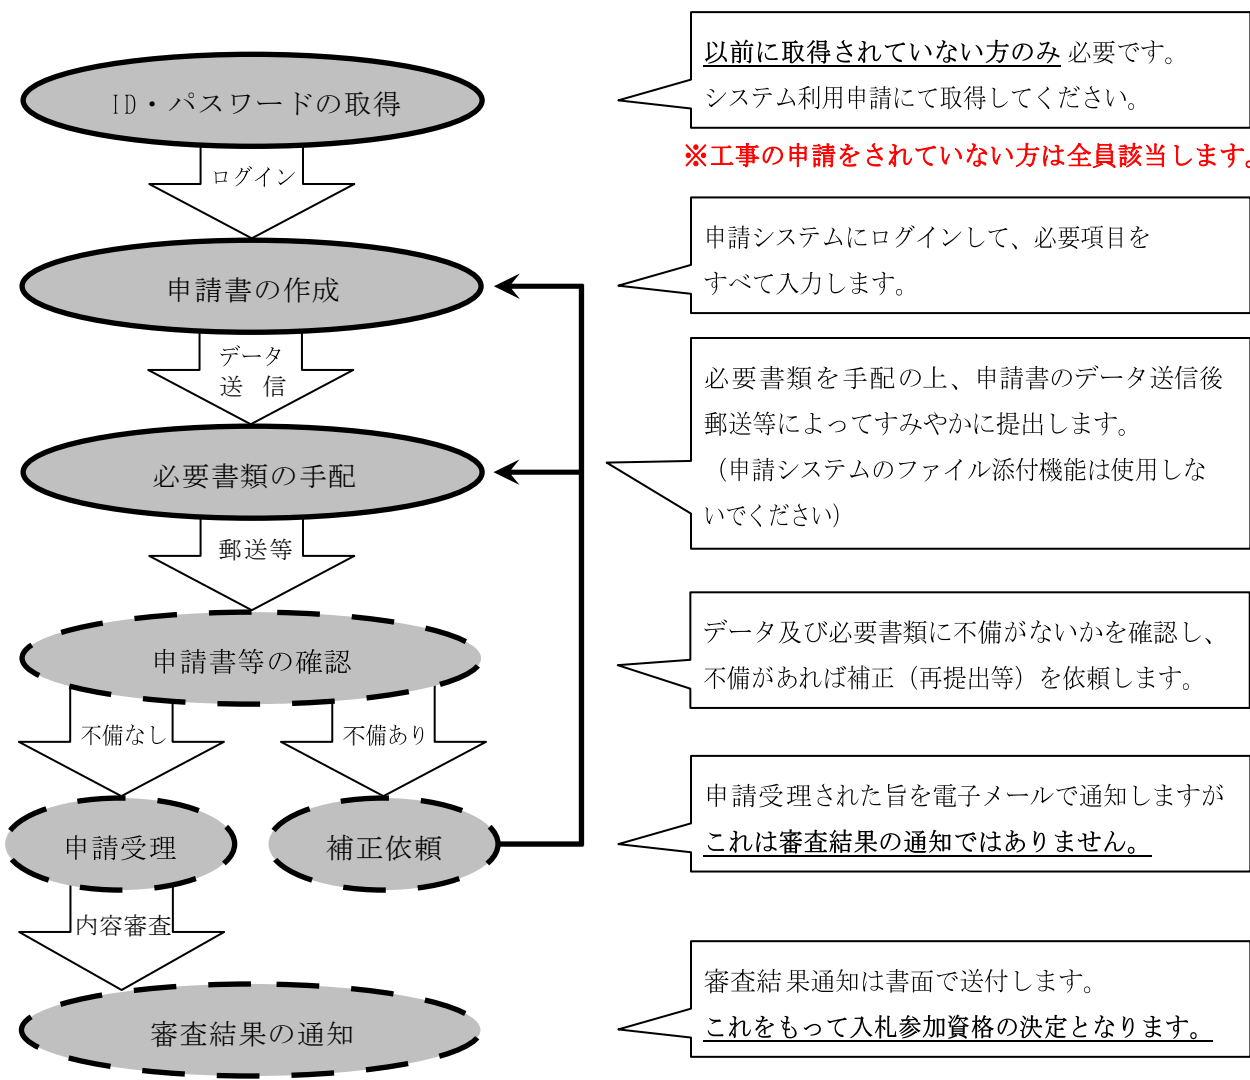 ID・パスワードの取得
以前に取得されていない方のみ 必要です。
システム利用申請にて取得してください。
※工事の申請をされていない方は全員該当します。
ログイン
申請書の作成
申請システムにログインして、必要項目を
すべて入力します。
データ
送 信
必要書類の手配
必要書類を手配の上、申請書のデータ送信後
郵送等によってすみやかに提出します。
（申請システムのファイル添付機能は使用しな
いでください）
郵送等
申請書等の確認
データ及び必要書類に不備がないかを確認し、
不備があれば補正（再提出等）を依頼します。
不備なし
不備あり
申請受理
補正依頼
申請受理された旨を電子メールで通知しますが
これは審査結果の通知ではありません。
内容審査
審査結果の通知
審査結果通知は書面で送付します。
これをもって入札参加資格の決定となります。